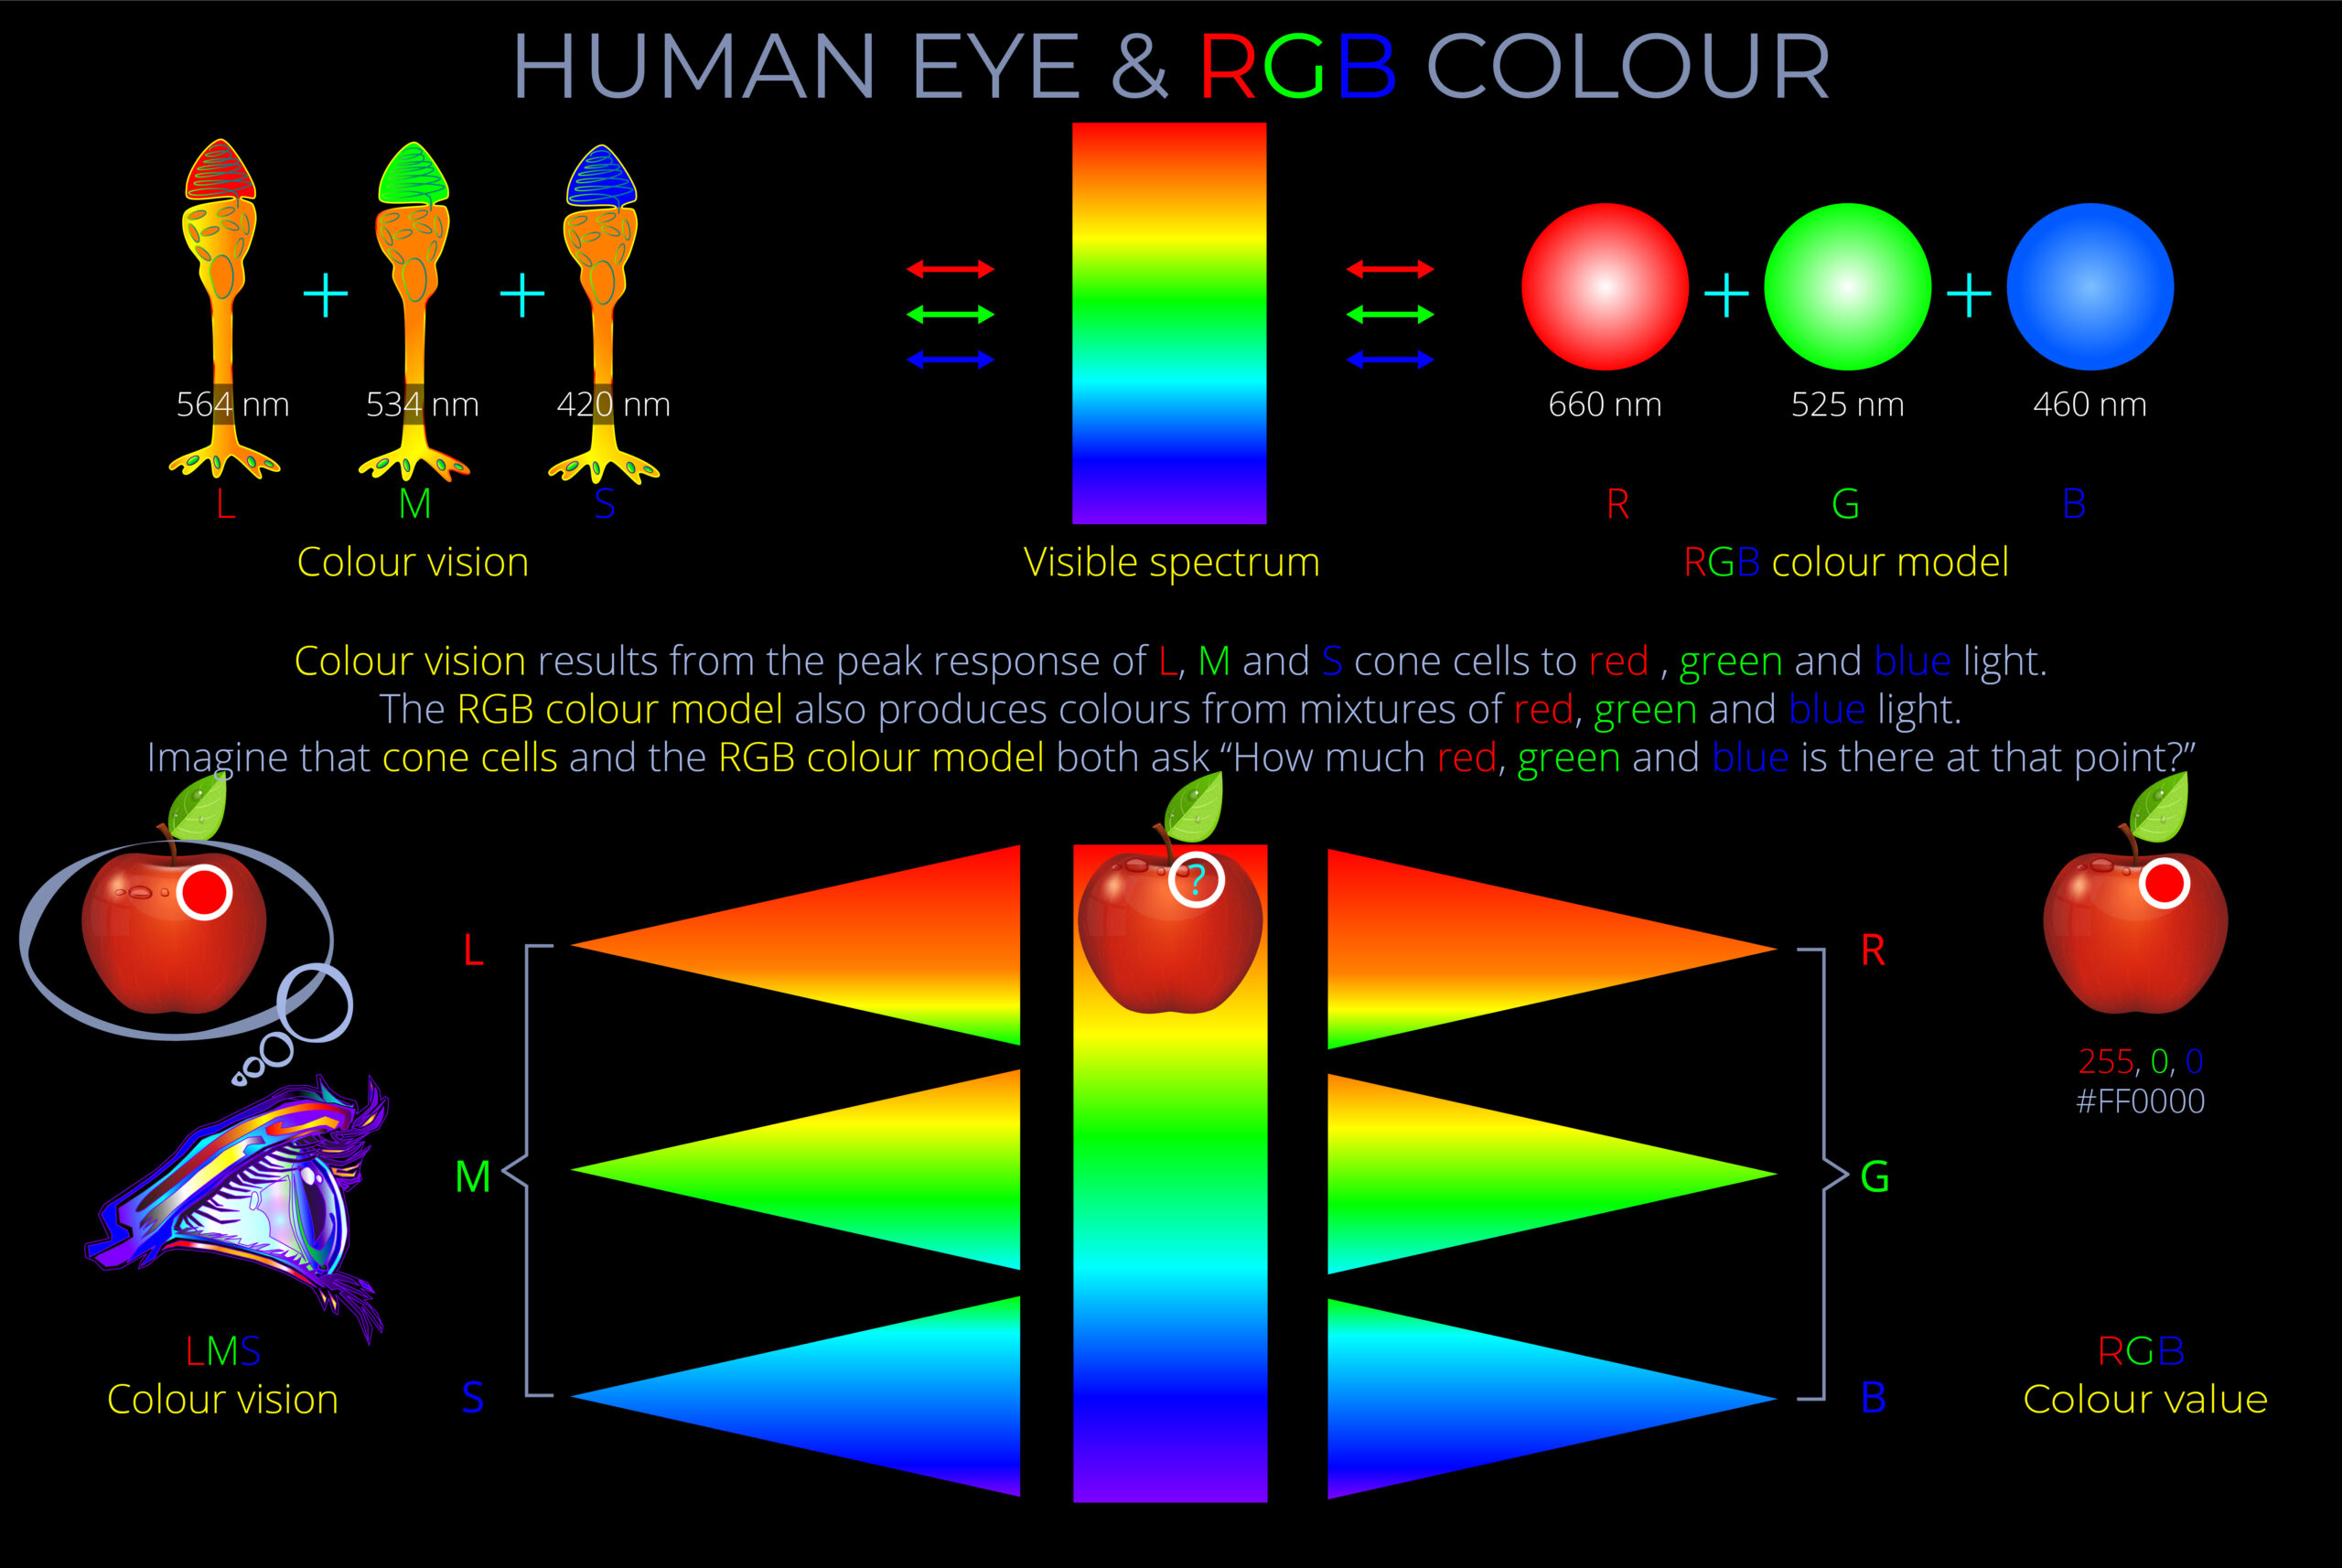 HUMAN EYE & RGB COLOUR
564 nm
534 nm
420 nm
660 nm
525 nm
460 nm
L
M
S
R
G
B
Colour vision
Visible spectrum
RGB colour model
Colour vision results from the peak response of L, M and S cone cells to red , green and blue light.
The RGB colour model also produces colours from mixtures of red, green and blue light.
Imagine that cone cells and the RGB colour model both ask “How much red, green and blue is there at that point?”
?
L
R
255, 0, 0
#FF0000
M
G
LMS
Colour vision
S
B
RGB
Colour value